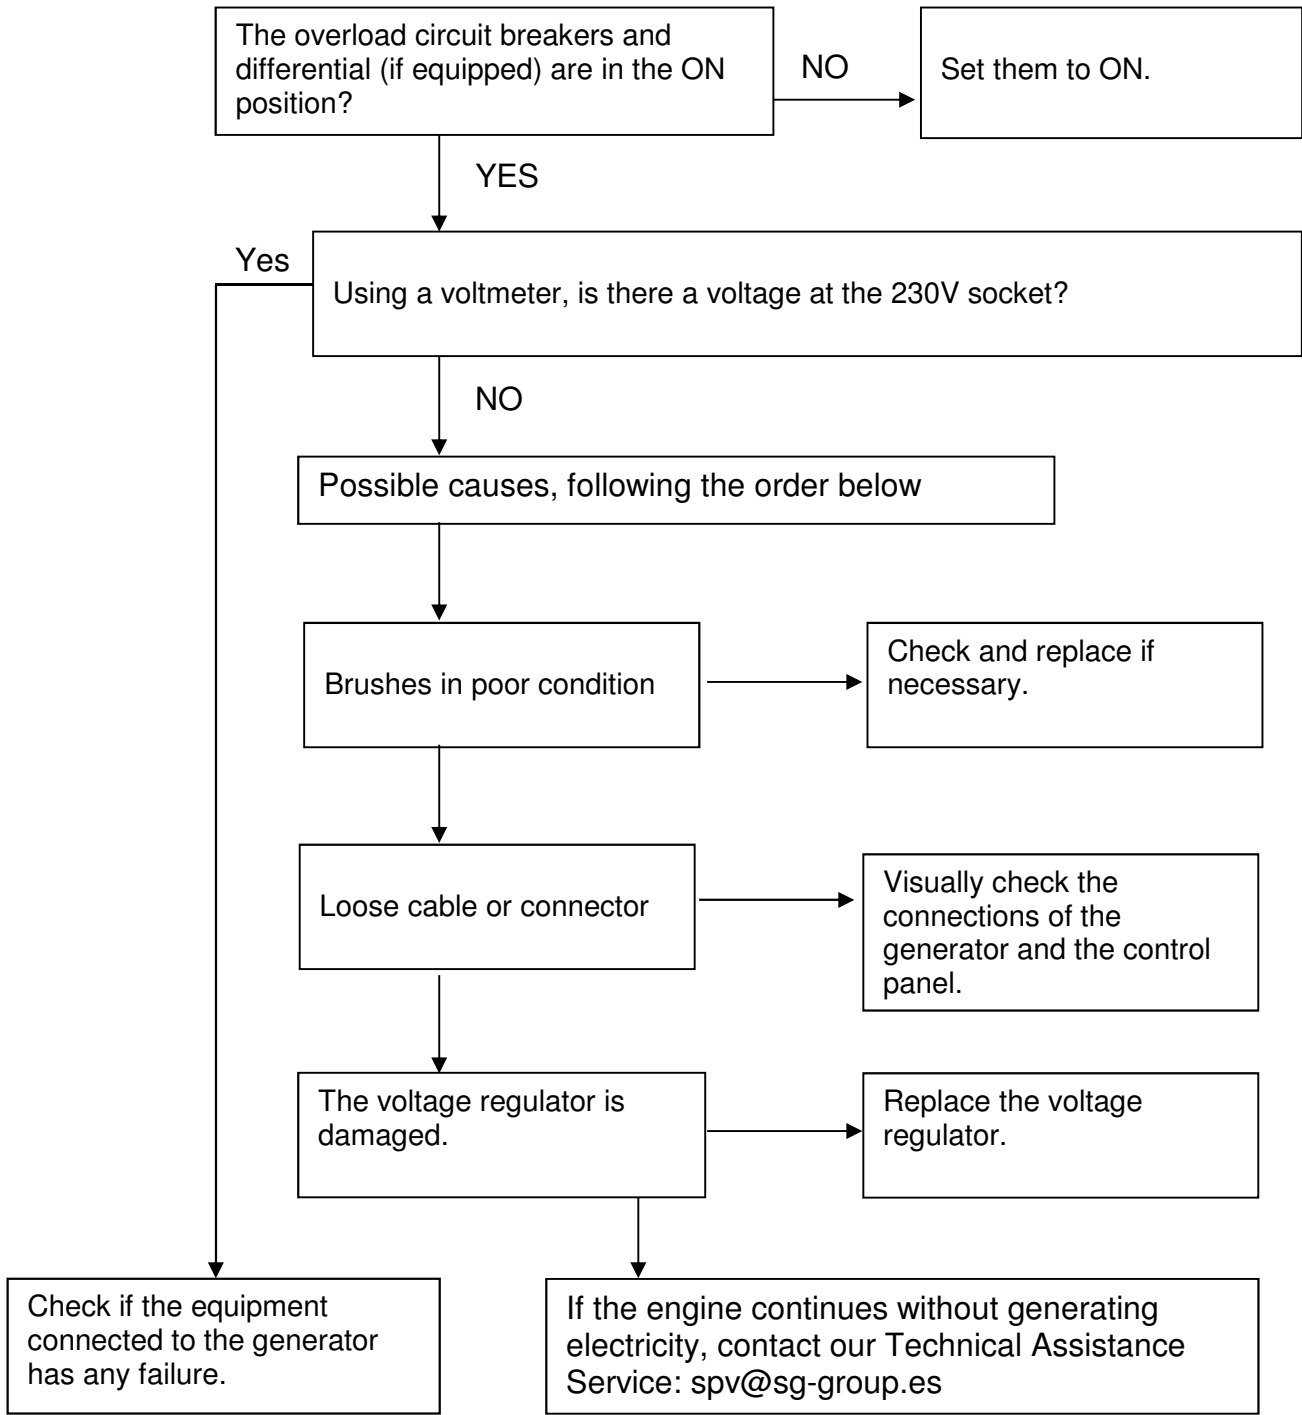 The overload circuit breakers and
differential (if equipped) are in the ON
position?
NO
Set them to ON.
YES
Yes
Using a voltmeter, is there a voltage at the 230V socket?
NO
Possible causes, following the order below
Brushes in poor condition
Check and replace if
necessary.
Loose cable or connector
Visually check the
connections of the
generator and the control
panel.
The voltage regulator is
damaged.
Replace the voltage
regulator.
Check if the equipment
connected to the generator
has any failure.
If the engine continues without generating
electricity, contact our Technical Assistance
Service: spv@sg-group.es